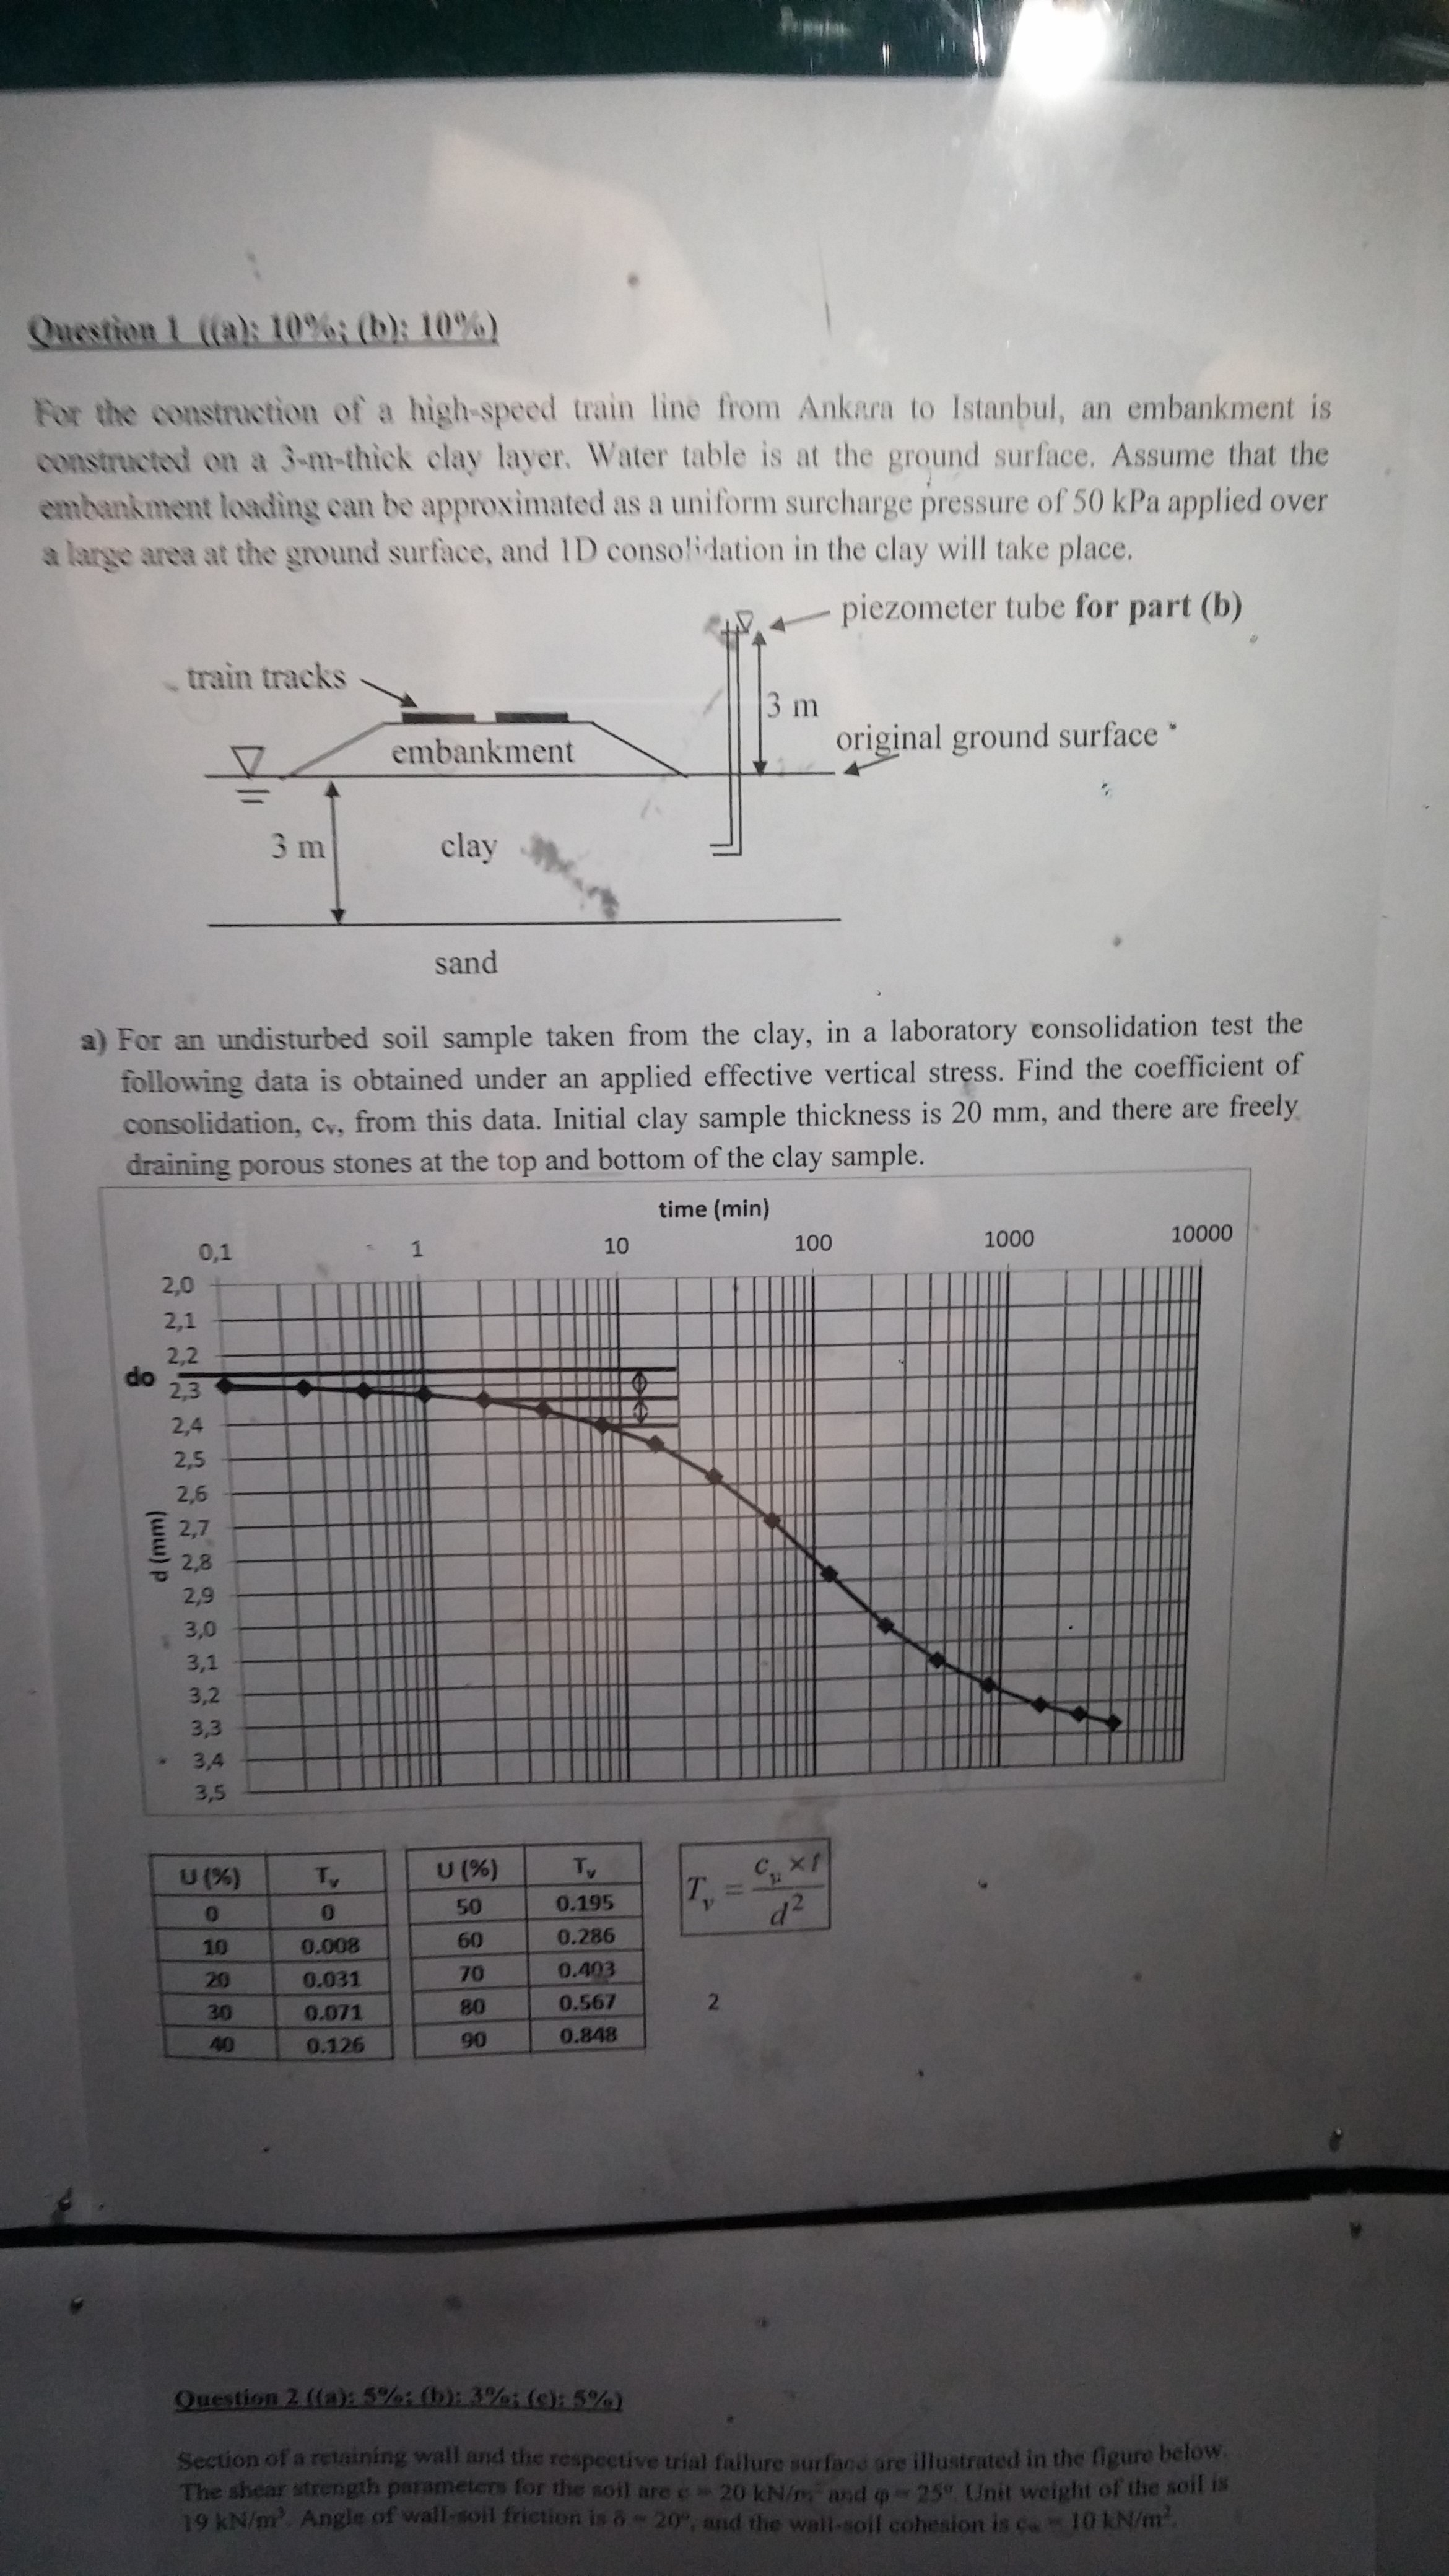 Question 1 ((a): 10%; (b): 10%)
For the construction of a high-speed train line from Ankara to Istanbul, an embankment is
constructed on a 3-m-thick clay layer. Water table is at the ground surface. Assume that the
embankment loading can be approximated as a uniform surcharge pressure of 50 kPa applied over
a large area at the ground surface, and 1D consolidation in the clay will take place.
piezometer tube for part (b)
train tracks
3 m
original ground surface
embankment
3 m
clay
sand
a) For an undisturbed soil sample taken from the clay, in a laboratory consolidation test the
following data is obtained under an applied effective vertical stress. Find the coefficient of
consolidation, cv, from this data. Initial clay sample thickness is 20 mm, and there are freely
draining porous stones at the top and bottom of the clay sample.
time (min)
0,1 1 10 100 1000 10000
2,0
2,1
2,2
do
2,3
2,4
2,5
2,6
2,7
2,8
2,9
3,0
3,1
3,2
3,3
3,4
3,5
d (mm)
U (%) Tv U (%) Tv
0 0 50 0.195
10 0.008 60 0.286
20 0.031 70 0.403
30 0.071 80 0.567
40 0.126 90 0.848
Tv = cv × t / d²
2
Question 2 ((a): 5%; (b): 3%; (c): 5%)
Section of a retaining wall and the respective trial failure surface are illustrated in the figure below.
The shear strength parameters for the soil are c = 20 kN/m² and φ = 25°. Unit weight of the soil is
19 kN/m³. Angle of wall-soil friction is δ = 20°, and the wall-soil cohesion is cw = 10 kN/m².